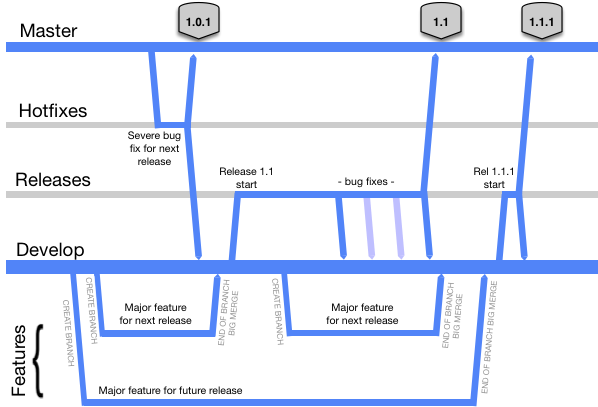 1.0.1
1.1
1.1.1
Master
Hotfixes
Severe bug
fix for next
release
Releases
Release 1.1
start
- bug fixes -
Rel 1.1.1
start
Develop
CREATE BRANCH
CREATE BRANCH
Major feature
for next release
END OF BRANCH
BIG MERGE
CREATE BRANCH
Major feature
for next release
END OF BRANCH
BIG MERGE
END OF BRANCH BIG MERGE
Features
Major feature for future release